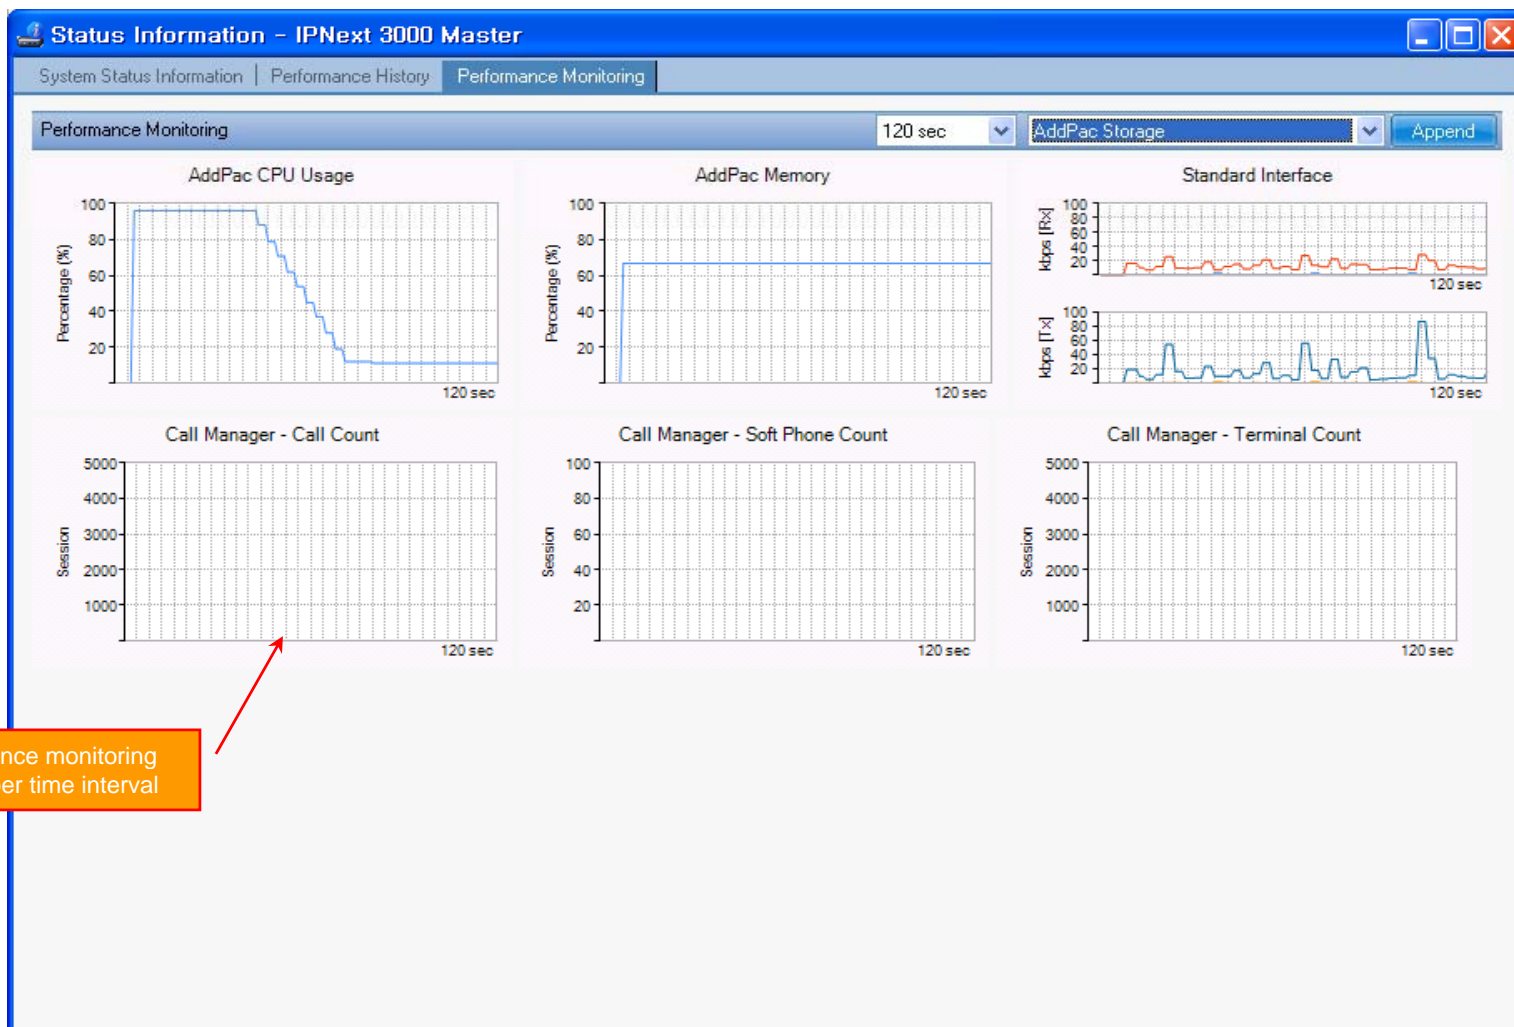 Status Information - IPNext 3000 Master
System Status Information | Performance History Performance Monitoring
Performance Monitoring 120 sec AddPac Storage Append
AddPac CPU Usage
Percentage (%)
100
80
60
40
20
120 sec
AddPac Memory
Percentage (%)
100
80
60
40
20
120 sec
Standard Interface
kbps [Rx]
100
80
60
40
20
120 sec
kbps [Tx]
100
80
60
40
20
120 sec
Call Manager - Call Count
Session
5000
4000
3000
2000
1000
120 sec
Call Manager - Soft Phone Count
Session
100
80
60
40
20
120 sec
Call Manager - Terminal Count
Session
5000
4000
3000
2000
1000
120 sec
monitoring
time interval